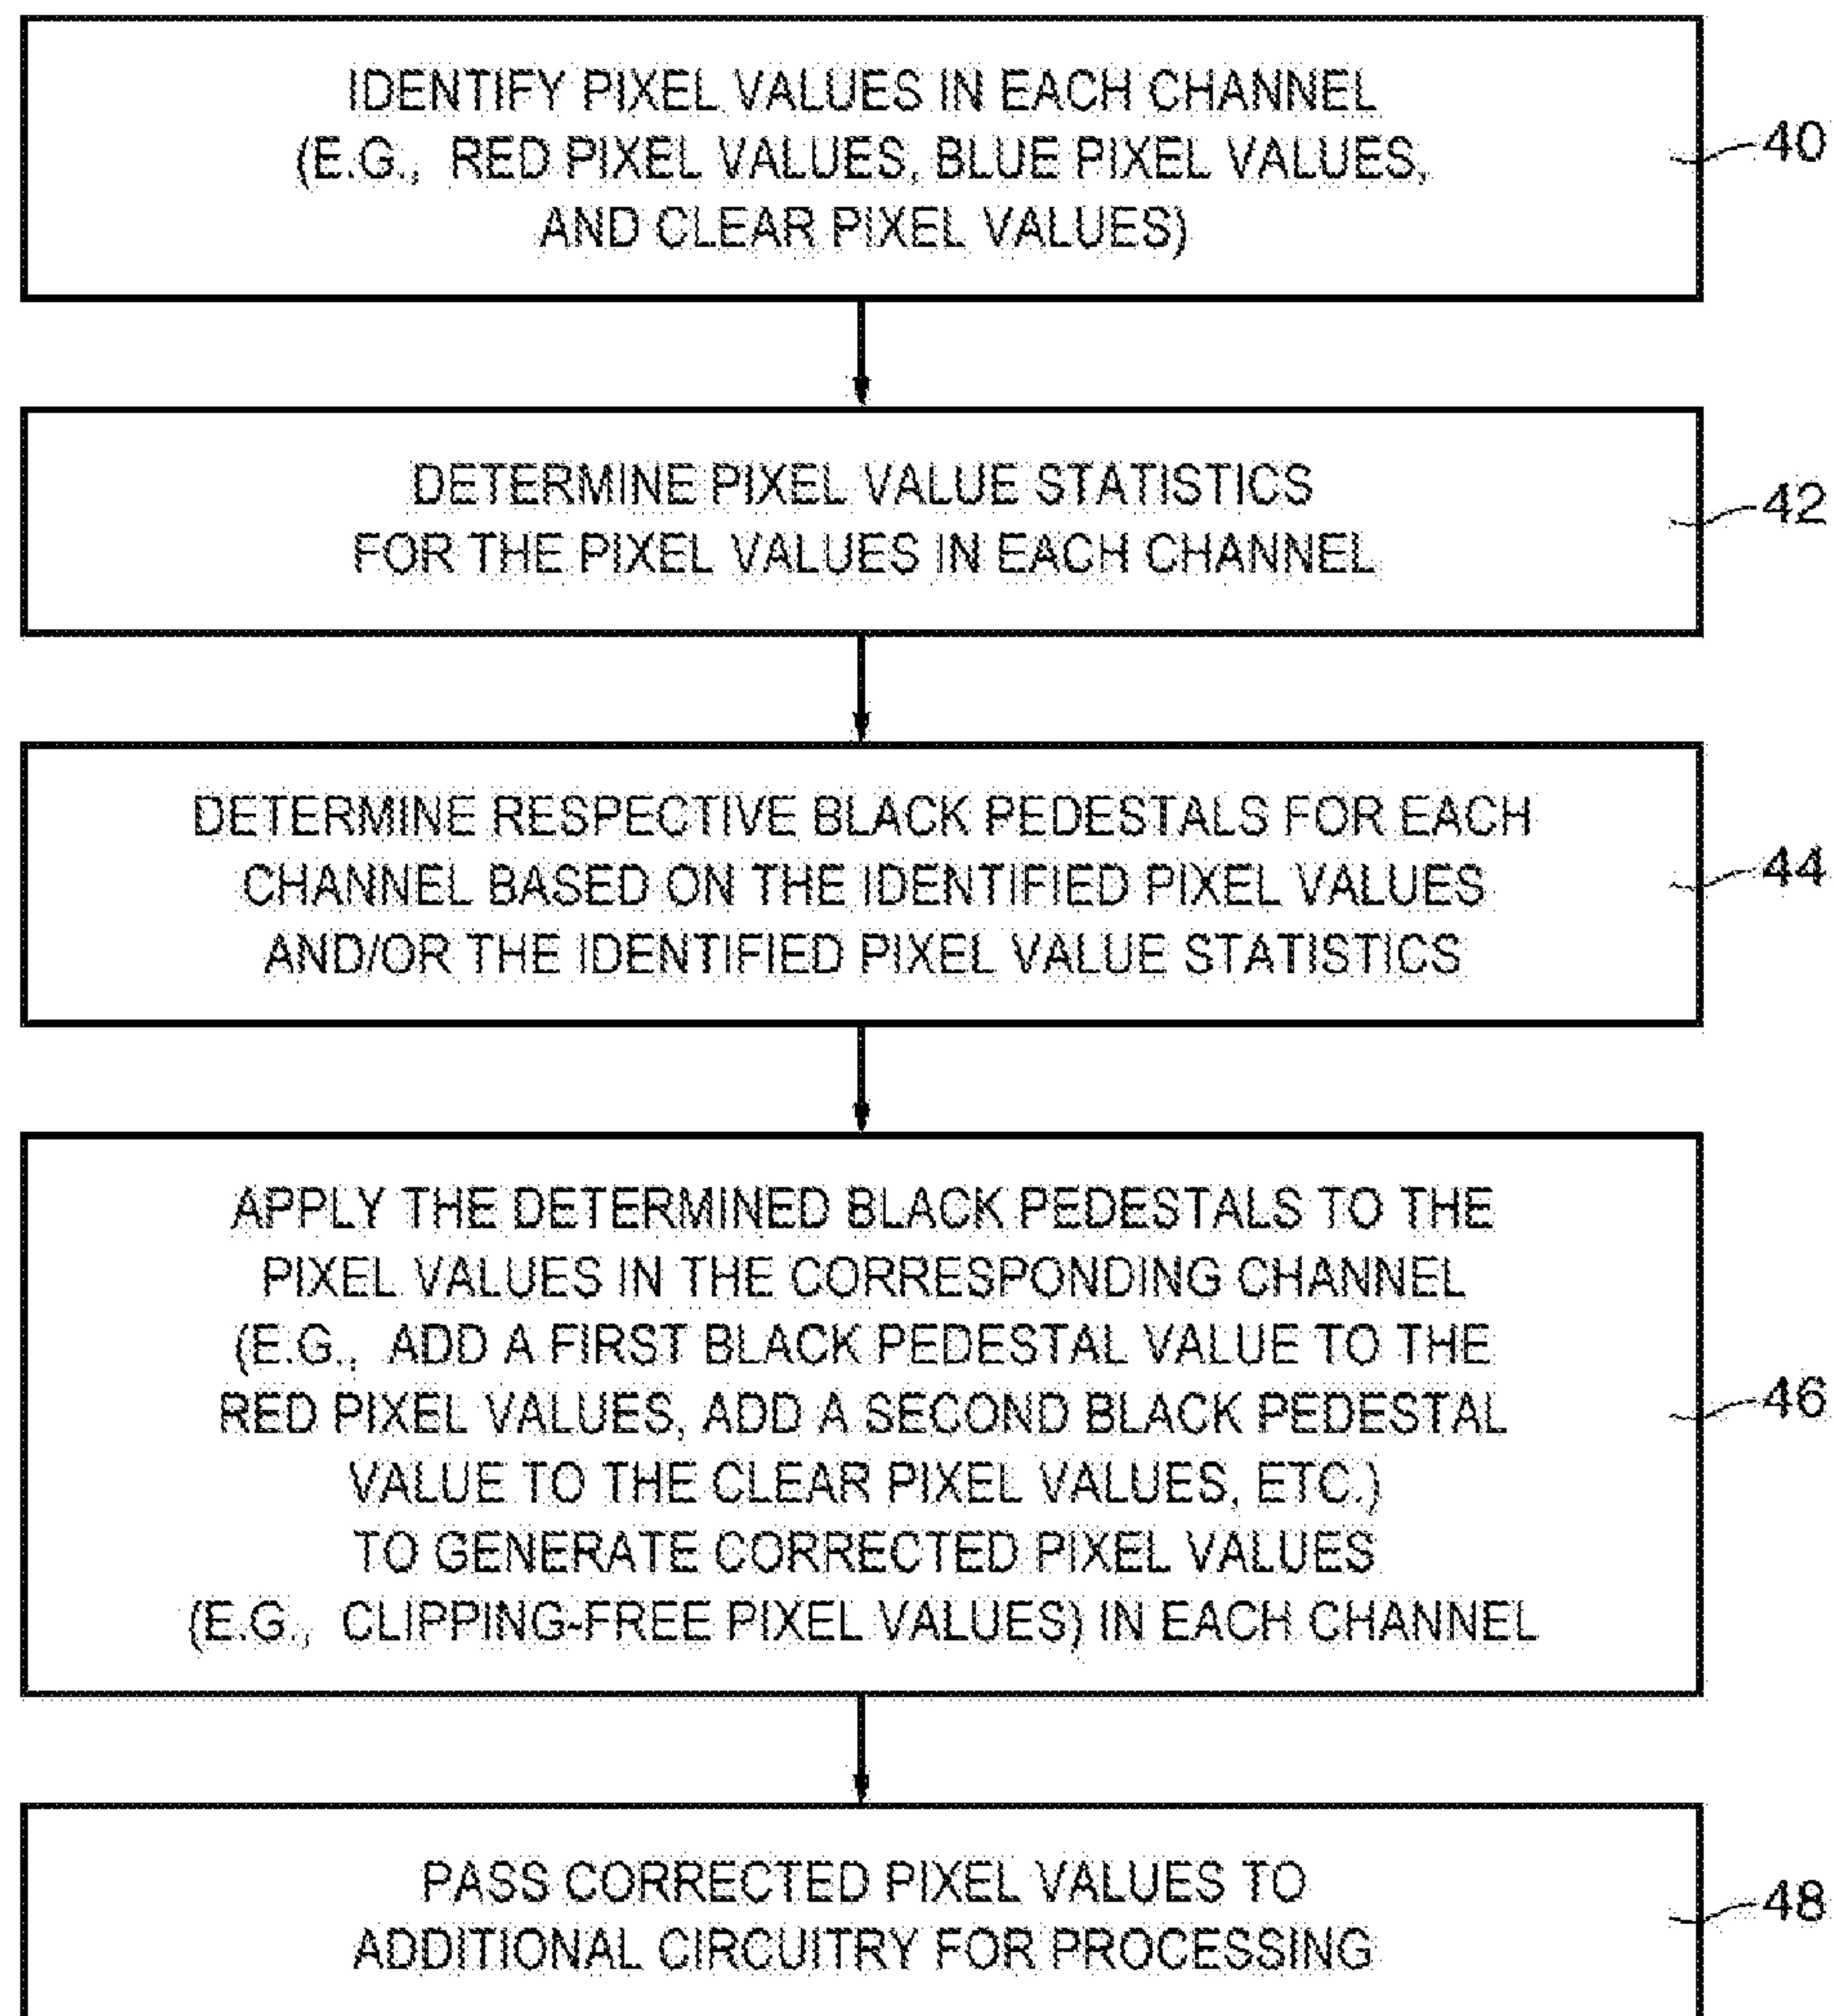 IDENTIFY PIXEL VALUES IN EACH CHANNEL
(E.G., RED PIXEL VALUES, BLUE PIXEL VALUES,
AND CLEAR PIXEL VALUES)
40
DETERMINE PIXEL VALUE STATISTICS
FOR THE PIXEL VALUES IN EACH CHANNEL
42
DETERMINE RESPECTIVE BLACK PEDESTALS FOR EACH
CHANNEL BASED ON THE IDENTIFIED PIXEL VALUES
AND/OR THE IDENTIFIED PIXEL VALUE STATISTICS
44
APPLY THE DETERMINED BLACK PEDESTALS TO THE
PIXEL VALUES IN THE CORRESPONDING CHANNEL
(E.G., ADD A FIRST BLACK PEDESTAL VALUE TO THE
RED PIXEL VALUES, ADD A SECOND BLACK PEDESTAL
VALUE TO THE CLEAR PIXEL VALUES, ETC.)
TO GENERATE CORRECTED PIXEL VALUES
(E.G., CLIPPING-FREE PIXEL VALUES) IN EACH CHANNEL
46
PASS CORRECTED PIXEL VALUES TO
ADDITIONAL CIRCUITRY FOR PROCESSING
48